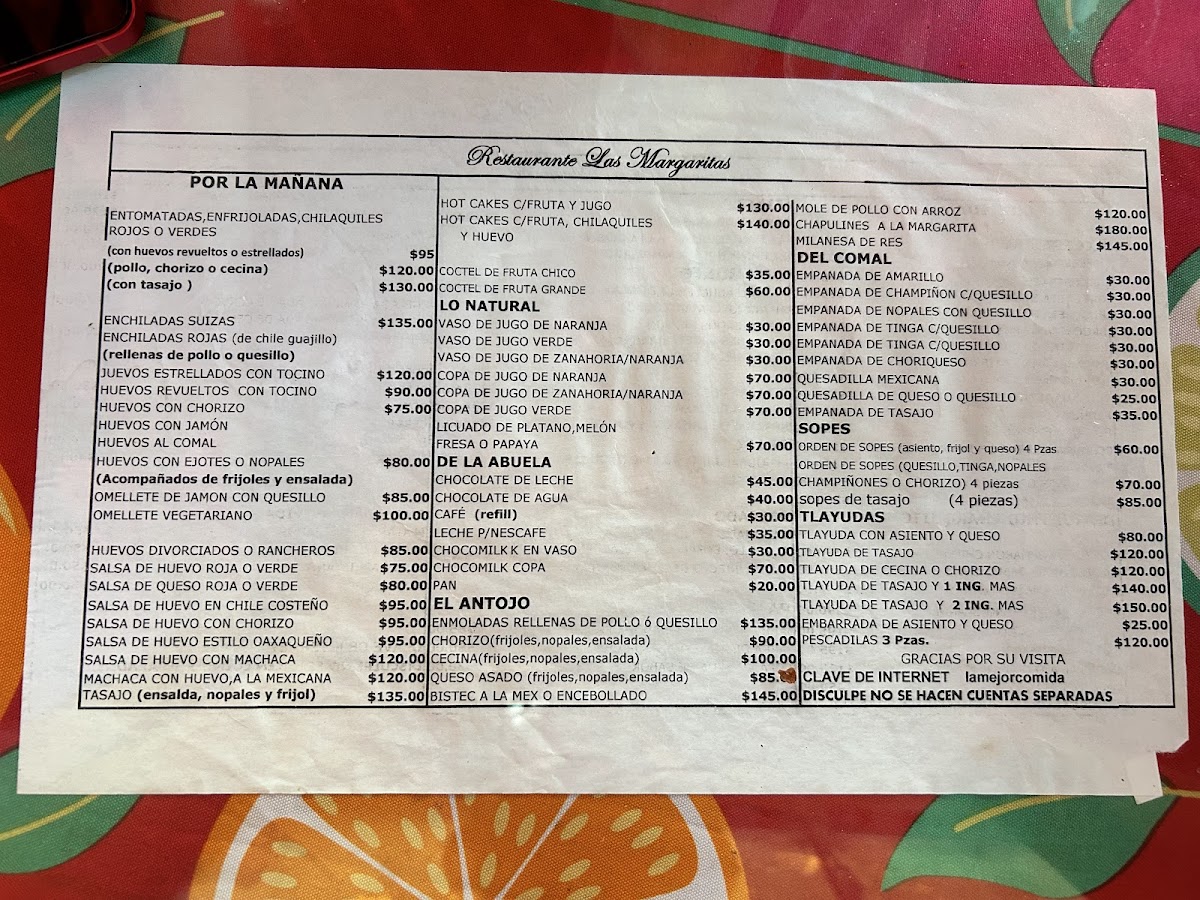 Restaurante Las Margaritas
POR LA MAÑANA
ENTOMATADAS,ENFRIJOLADAS,CHILAQUILES
ROJOS O VERDES
(con huevos revueltos o estrellados) $95
(pollo, chorizo o cecina) $120.00
(con tasajo ) $130.00
ENCHILADAS SUIZAS $135.00
ENCHILADAS ROJAS (de chile guajillo)
(rellenas de pollo o quesillo)
JUEVOS ESTRELLADOS CON TOCINO $120.00
HUEVOS REVUELTOS CON TOCINO $90.00
HUEVOS CON CHORIZO $75.00
HUEVOS CON JAMÓN
HUEVOS AL COMAL
HUEVOS CON EJOTES O NOPALES $80.00
(Acompañados de frijoles y ensalada)
OMELLETE DE JAMON CON QUESILLO $85.00
OMELLETE VEGETARIANO $100.00
HUEVOS DIVORCIADOS O RANCHEROS $85.00
SALSA DE HUEVO ROJA O VERDE $75.00
SALSA DE QUESO ROJA O VERDE $80.00
SALSA DE HUEVO EN CHILE COSTEÑO $95.00
SALSA DE HUEVO CON CHORIZO $95.00
SALSA DE HUEVO ESTILO OAXAQUEÑO $95.00
SALSA DE HUEVO CON MACHACA $120.00
MACHACA CON HUEVO,A LA MEXICANA $120.00
TASAJO (ensalda, nopales y frijol) $135.00
HOT CAKES C/FRUTA Y JUGO $130.00
HOT CAKES C/FRUTA, CHILAQUILES $140.00
Y HUEVO
COCTEL DE FRUTA CHICO $35.00
COCTEL DE FRUTA GRANDE $60.00
LO NATURAL
VASO DE JUGO DE NARANJA $30.00
VASO DE JUGO VERDE $30.00
VASO DE JUGO DE ZANAHORIA/NARANJA $30.00
COPA DE JUGO DE NARANJA $70.00
COPA DE JUGO DE ZANAHORIA/NARANJA $70.00
COPA DE JUGO VERDE $70.00
LICUADO DE PLATANO,MELÓN
FRESA O PAPAYA $70.00
DE LA ABUELA
CHOCOLATE DE LECHE $45.00
CHOCOLATE DE AGUA $40.00
CAFÉ (refill) $30.00
LECHE P/NESCAFE $35.00
CHOCOMILK K EN VASO $30.00
CHOCOMILK COPA $70.00
PAN $20.00
EL ANTOJO
ENMOLADAS RELLENAS DE POLLO ó QUESILLO $135.00
CHORIZO(frijoles,nopales,ensalada) $90.00
CECINA(frijoles,nopales,ensalada) $100.00
QUESO ASADO (frijoles,nopales,ensalada) $85.
BISTEC A LA MEX O ENCEBOLLADO $145.00
MOLE DE POLLO CON ARROZ $120.00
CHAPULINES A LA MARGARITA $180.00
MILANESA DE RES $145.00
DEL COMAL
EMPANADA DE AMARILLO $30.00
EMPANADA DE CHAMPIÑON C/QUESILLO $30.00
EMPANADA DE NOPALES CON QUESILLO $30.00
EMPANADA DE TINGA C/QUESILLO $30.00
EMPANADA DE TINGA C/QUESILLO $30.00
EMPANADA DE CHORIQUESO $30.00
QUESADILLA MEXICANA $30.00
QUESADILLA DE QUESO O QUESILLO $25.00
EMPANADA DE TASAJO $35.00
SOPES
ORDEN DE SOPES (asiento, frijol y queso) 4 Pzas $60.00
ORDEN DE SOPES (QUESILLO,TINGA,NOPALES
CHAMPIÑONES O CHORIZO) 4 piezas $70.00
sopes de tasajo (4 piezas) $85.00
TLAYUDAS
TLAYUDA CON ASIENTO Y QUESO $80.00
TLAYUDA DE TASAJO $120.00
TLAYUDA DE CECINA O CHORIZO $120.00
TLAYUDA DE TASAJO Y 1 ING. MAS $140.00
TLAYUDA DE TASAJO Y 2 ING. MAS $150.00
EMBARRADA DE ASIENTO Y QUESO $25.00
PESCADILAS 3 Pzas. $120.00
GRACIAS POR SU VISITA
CLAVE DE INTERNET lamejorcomida
DISCULPE NO SE HACEN CUENTAS SEPARADAS